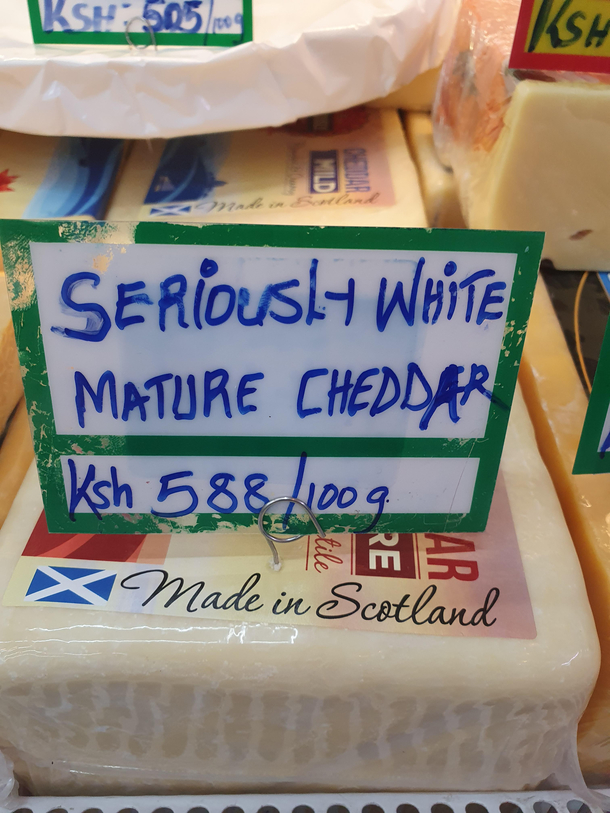 KSH: 505/100g
KSH
CHEDDAR
MILD
Made in Scotland
SERIOUSLY WHITE
MATURE CHEDDAR
Ksh 588/100g
Made in Scotland